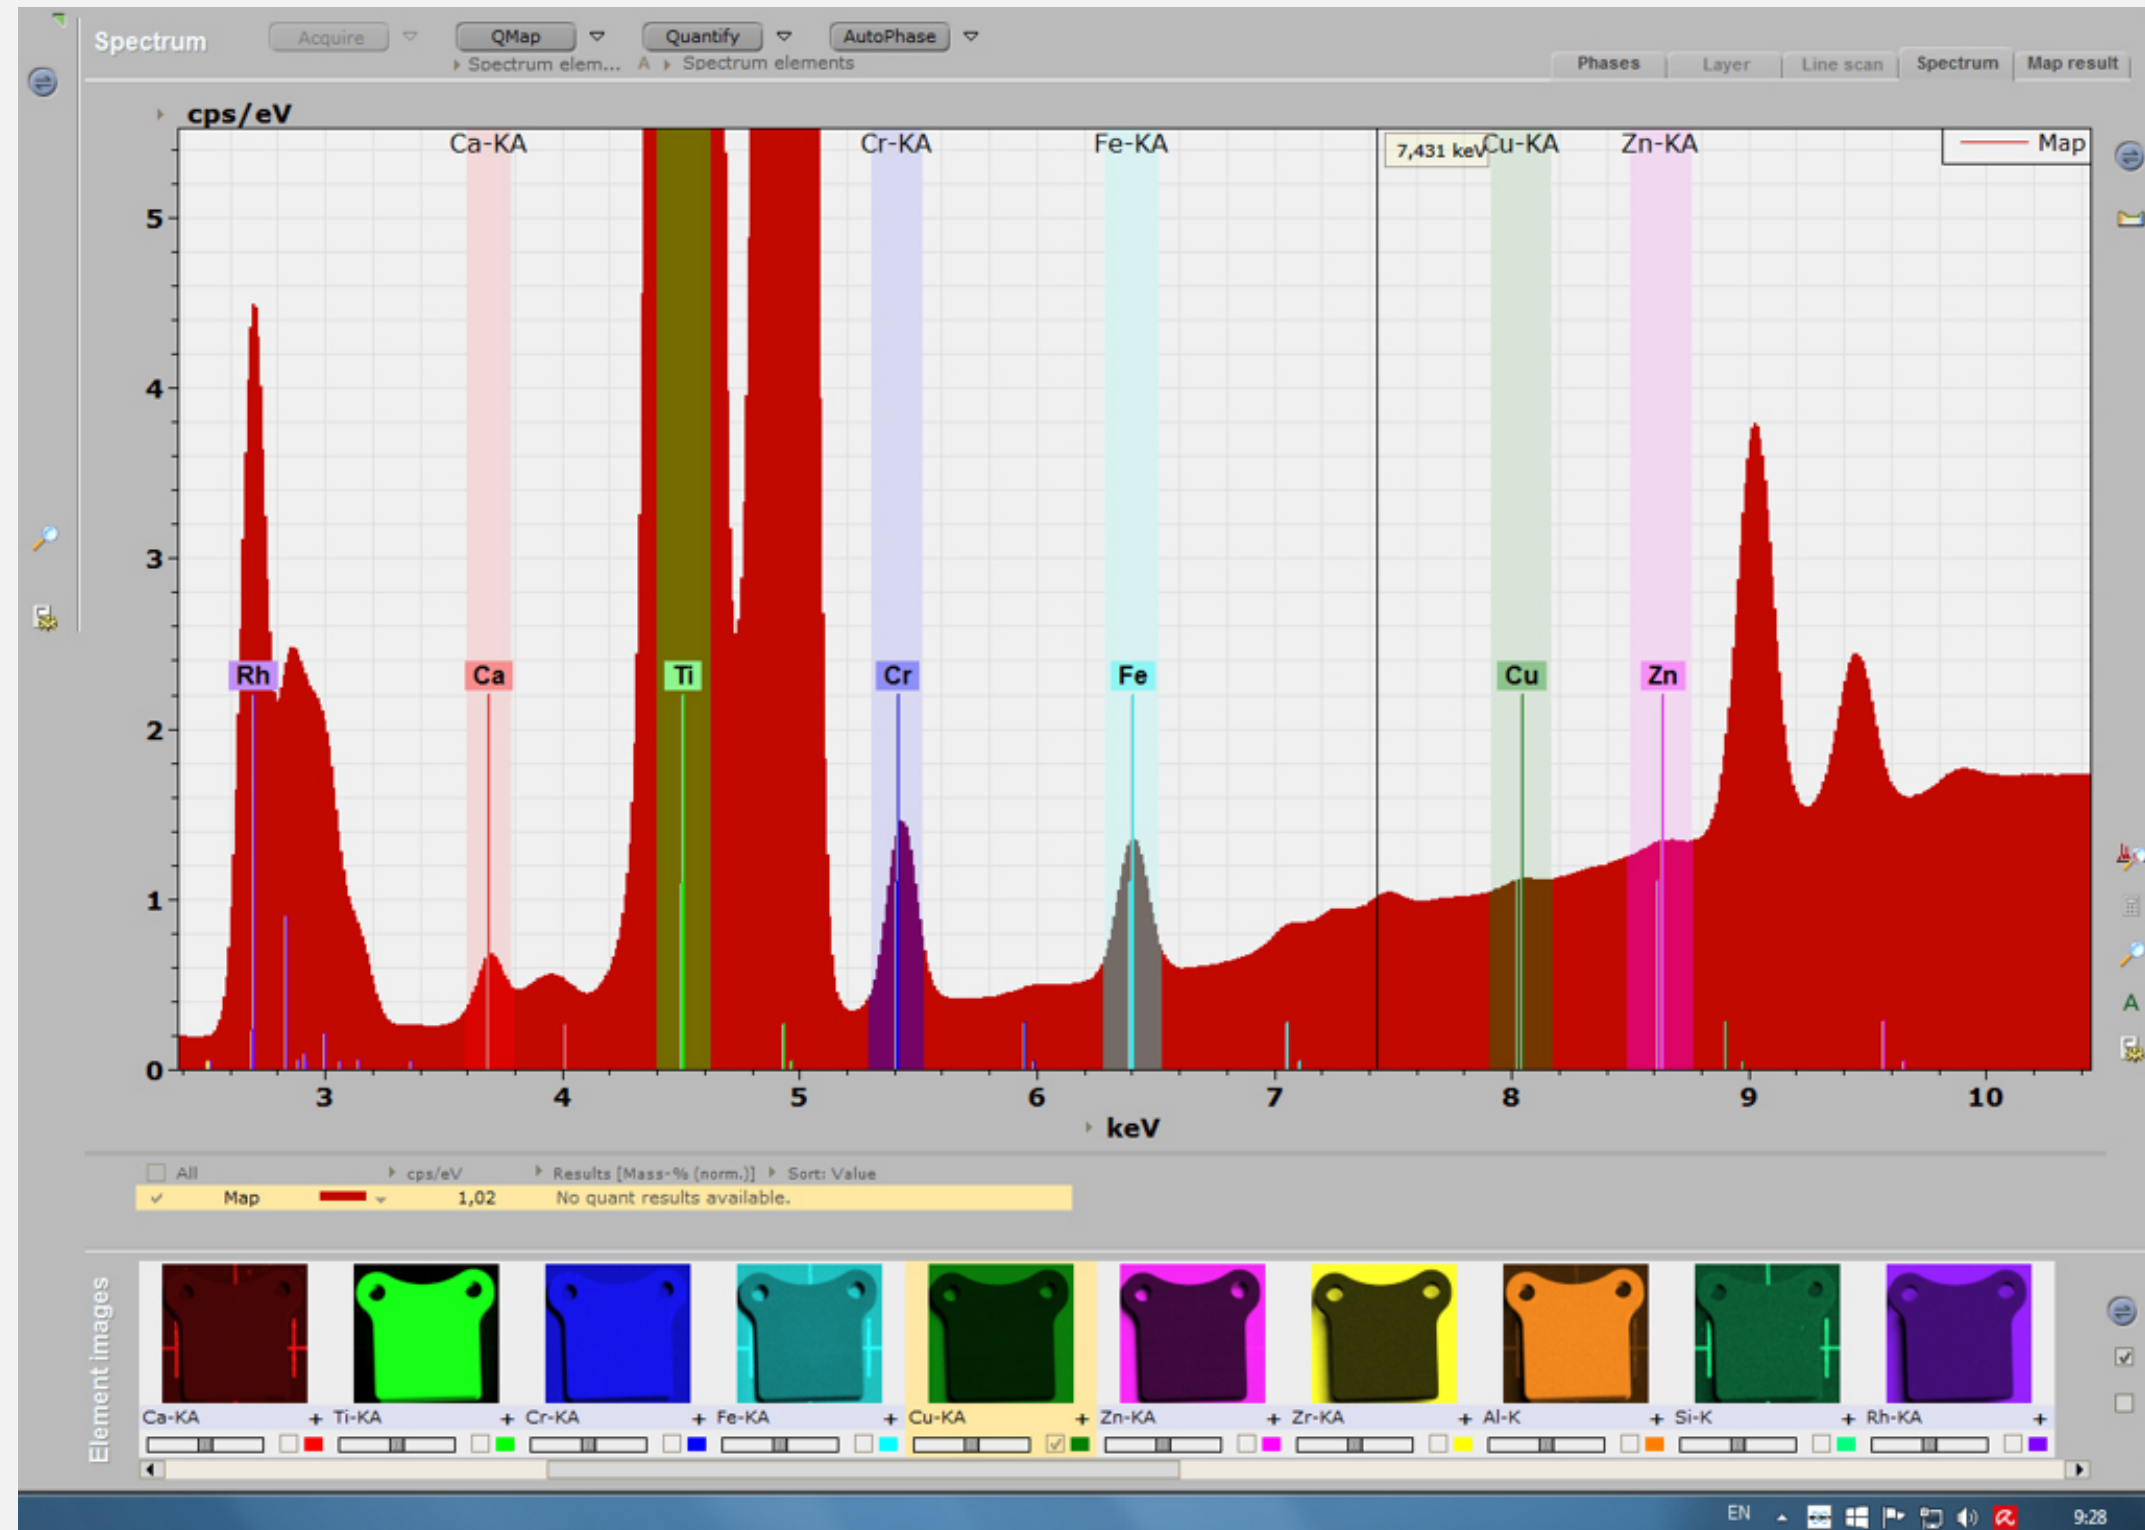 Spectrum Acquire QMap Quantify AutoPhase
Spectrum elem... A Spectrum elements
Phases Layer Line scan Spectrum Map result
cps/eV
Ca-KA Cr-KA Fe-KA 7,431 keV Cu-KA Zn-KA Map
5
4
3
Rh Ca Ti Cr Fe Cu Zn
2
1
A
0
3 4 5 6 7 8 9 10
keV
All cps/eV Results [Mass-% (norm.)] Sort: Value
Map 1,02 No quant results available.
Element images
Ca-KA + Ti-KA + Cr-KA + Fe-KA + Cu-KA + Zn-KA + Zr-KA + Al-K + Si-K + Rh-KA +
EN 9:28